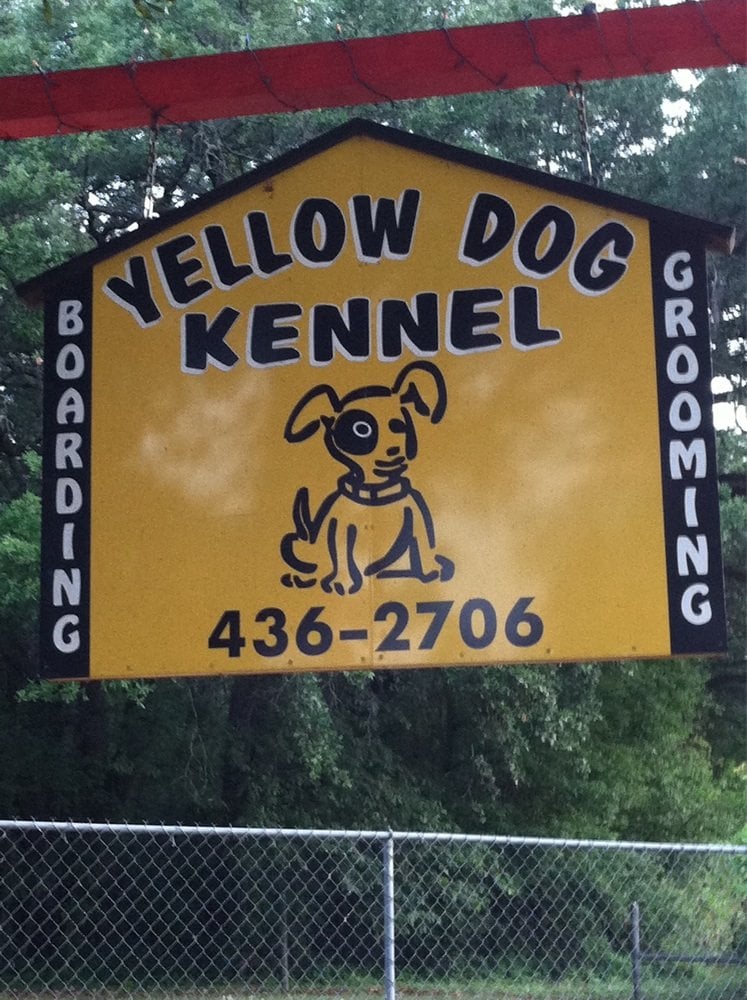 YELLOW DOG
KENNEL
BOARDING
GROOMING
436-2706